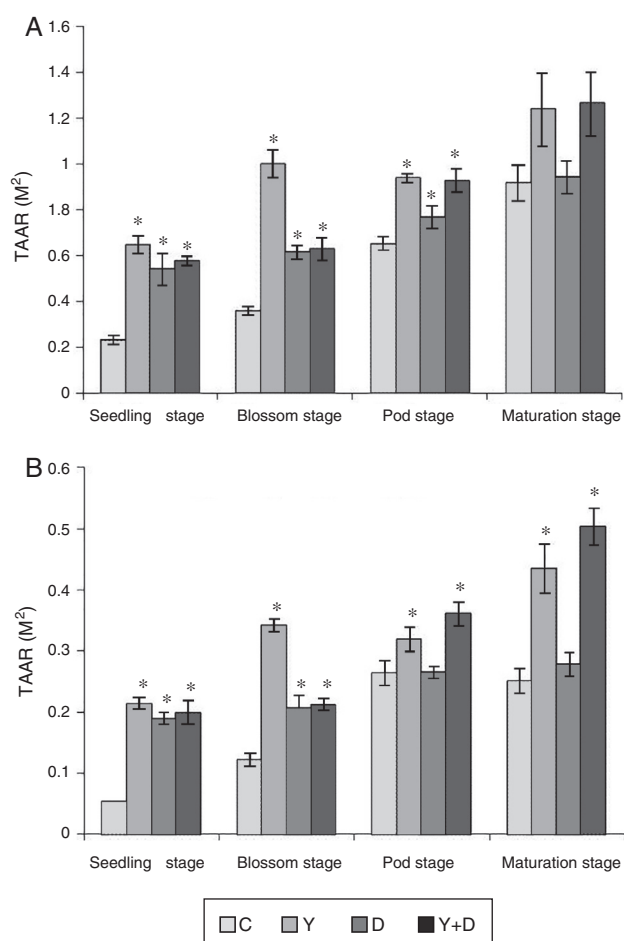 A
1.6
1.4
1.2
1
1.8
0.6
0.4
0.2
0
TAAR (M²)
* * * * * * * * *
Seedling stage Blossom stage Pod stage Maturation stage
B
0.6
0.5
0.4
0.3
0.2
0.1
0
TAAR (M²)
* * * * * * * * * *
Seedling stage Blossom stage Pod stage Maturation stage
C Y D Y+D